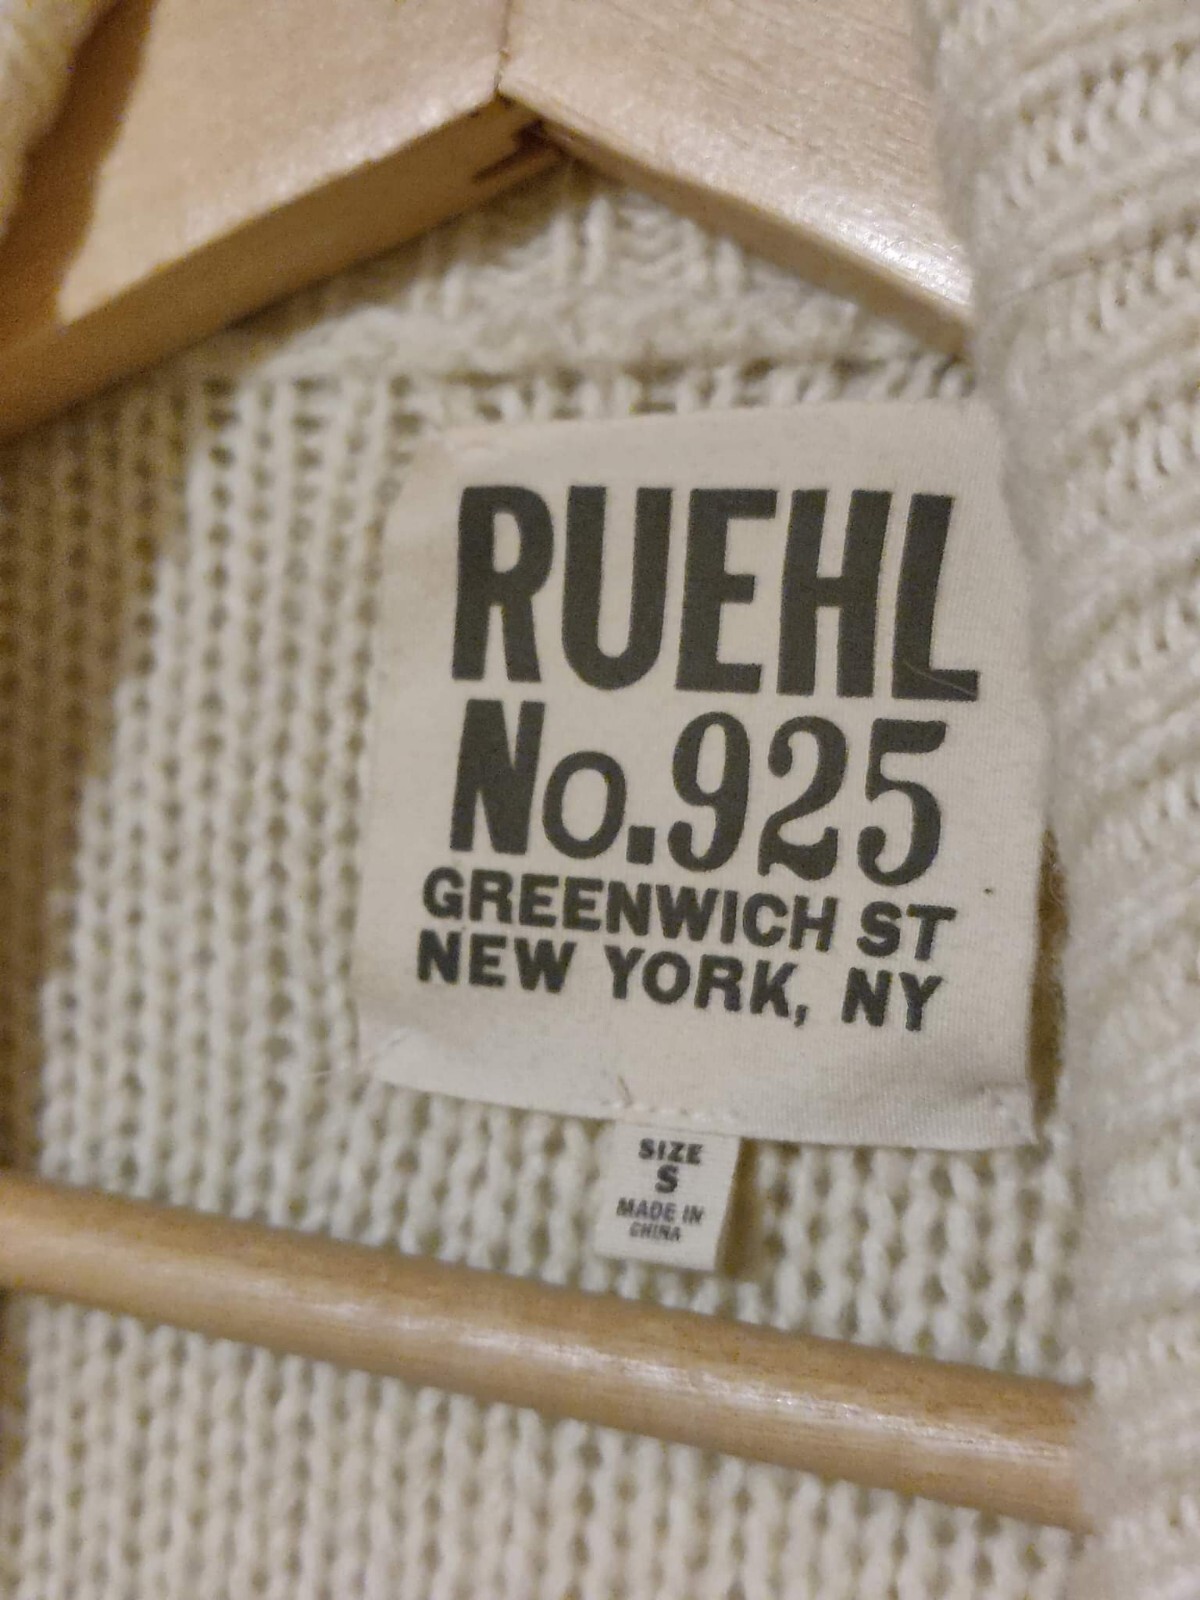 RUEHL
No.925
GREENWICH ST
NEW YORK, NY
SIZE
S
MADE IN
CHINA